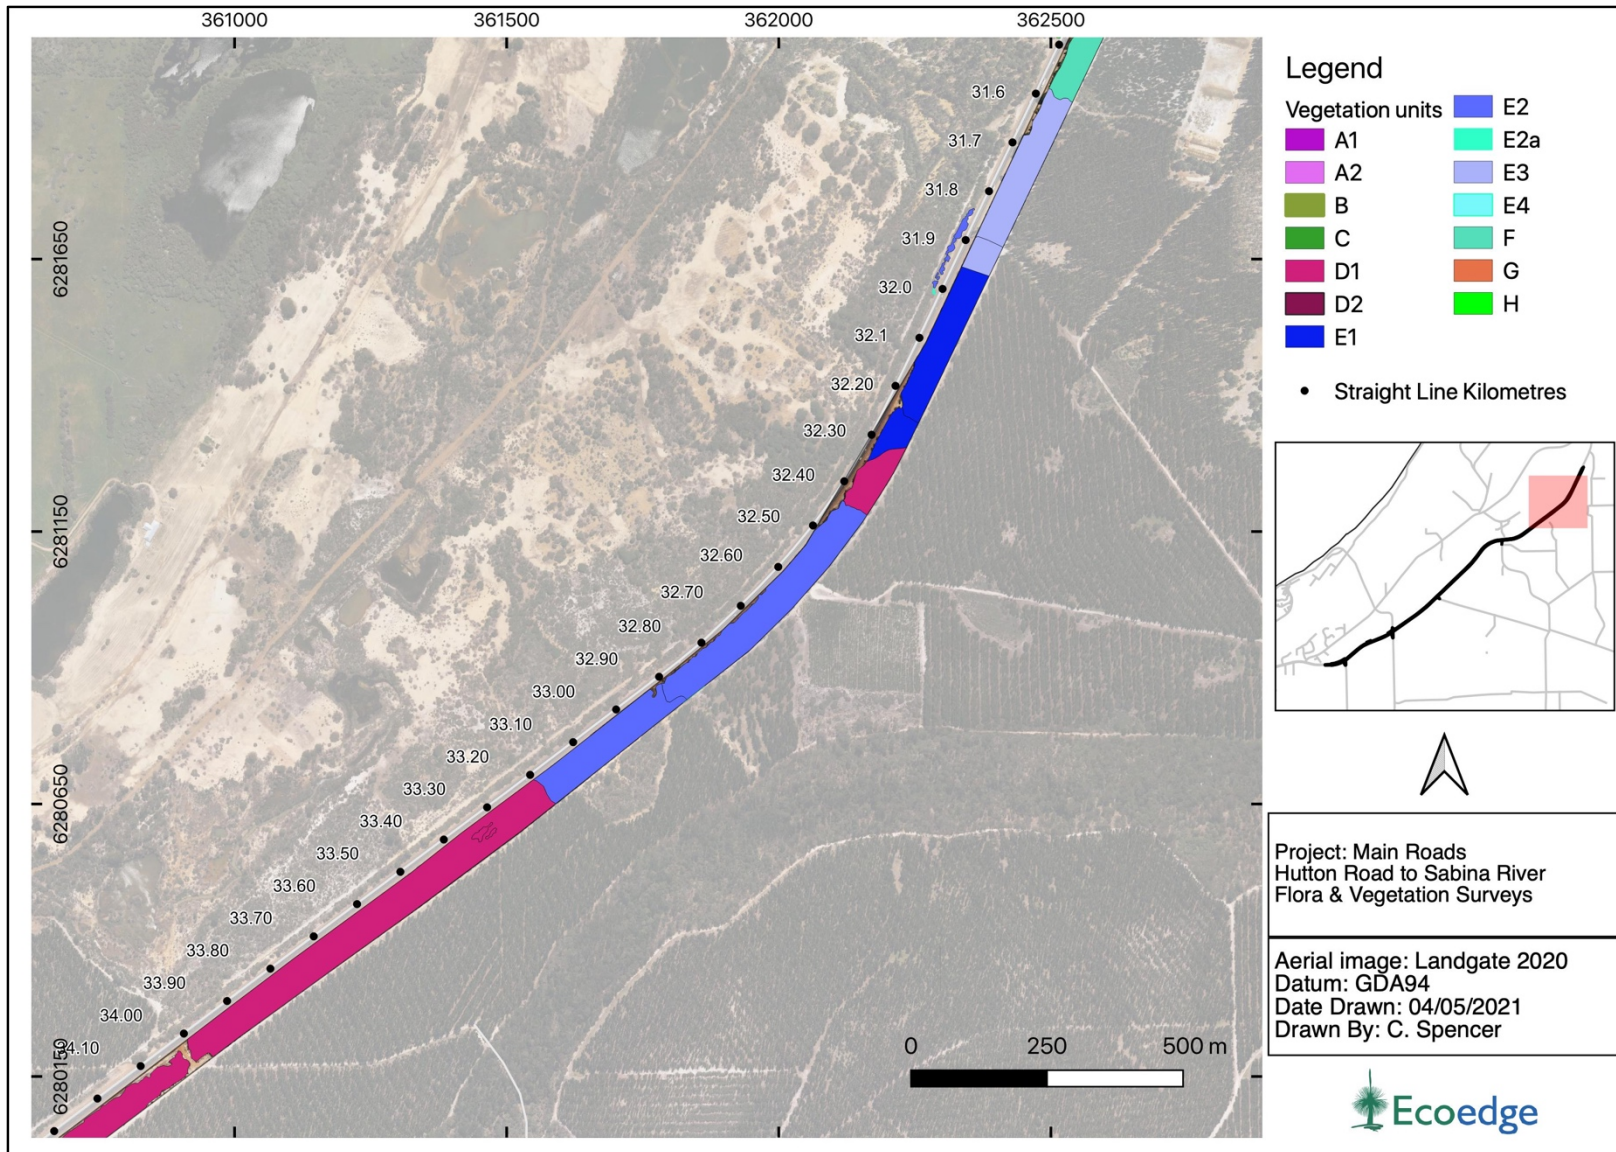 361000
361500
362000
362500
6281650
6281150
6280650
6280150
31.6
31.7
31.8
31.9
32.0
32.1
32.20
32.30
32.40
32.50
32.60
32.70
32.80
32.90
33.00
33.10
33.20
33.30
33.40
33.50
33.60
33.70
33.80
33.90
34.00
34.10
0
250
500 m
Legend
Vegetation units
A1
A2
B
C
D1
D2
E1
E2
E2a
E3
E4
F
G
H
Straight Line Kilometres
Project: Main Roads
Hutton Road to Sabina River
Flora & Vegetation Surveys
Aerial image: Landgate 2020
Datum: GDA94
Date Drawn: 04/05/2021
Drawn By: C. Spencer
Ecoedge